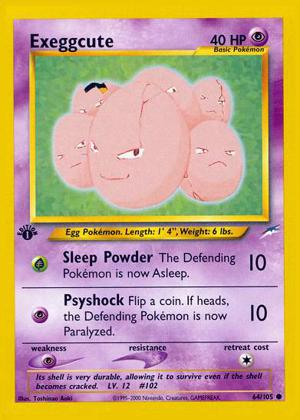 Exeggcute 40 HP
Basic Pokémon
Egg Pokémon. Length: 1' 4", Weight: 6 lbs.
EDITION
1
Sleep Powder The Defending 10
Pokémon is now Asleep.
Psyshock Flip a coin. If heads, 10
the Defending Pokémon is now
Paralyzed.
weakness resistance retreat cost
Its shell is very durable, allowing it to survive even if the shell
becomes cracked. LV. 12 #102
Illus. Toshinao Aoki ©1995-2000 Nintendo, Creatures, GAMEFREAK. 64/105